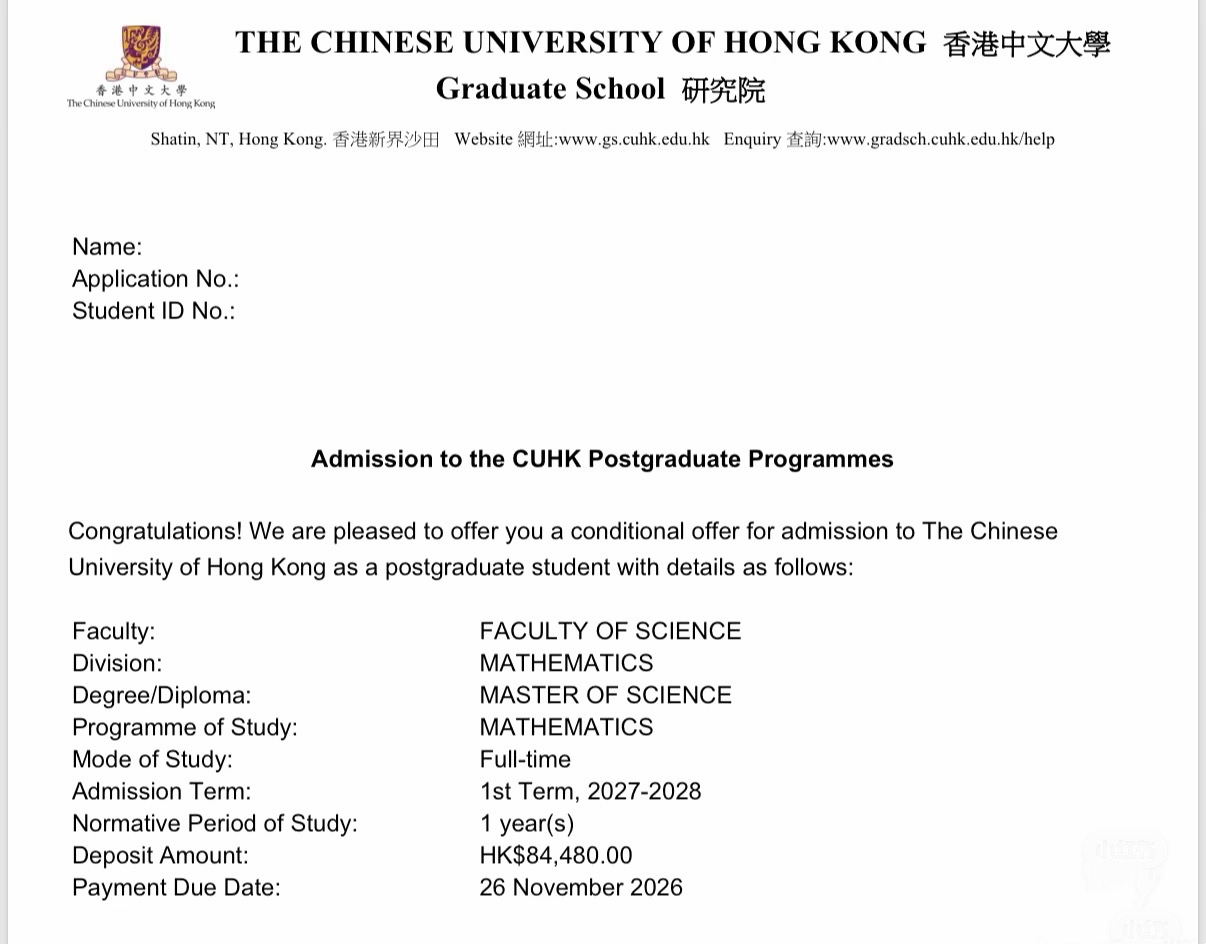 THE CHINESE UNIVERSITY OF HONG KONG 香港中文大學
Graduate School 研究院
香港中文大學
The Chinese University of Hong Kong
Shatin, NT, Hong Kong. 香港新界沙田 Website 網址:www.gs.cuhk.edu.hk Enquiry 查詢:www.gradsch.cuhk.edu.hk/help
Name:
Application No.:
Student ID No.:
Admission to the CUHK Postgraduate Programmes
Congratulations! We are pleased to offer you a conditional offer for admission to The Chinese
University of Hong Kong as a postgraduate student with details as follows:
Faculty: FACULTY OF SCIENCE
Division: MATHEMATICS
Degree/Diploma: MASTER OF SCIENCE
Programme of Study: MATHEMATICS
Mode of Study: Full-time
Admission Term: 1st Term, 2027-2028
Normative Period of Study: 1 year(s)
Deposit Amount: HK$84,480.00
Payment Due Date: 26 November 2026